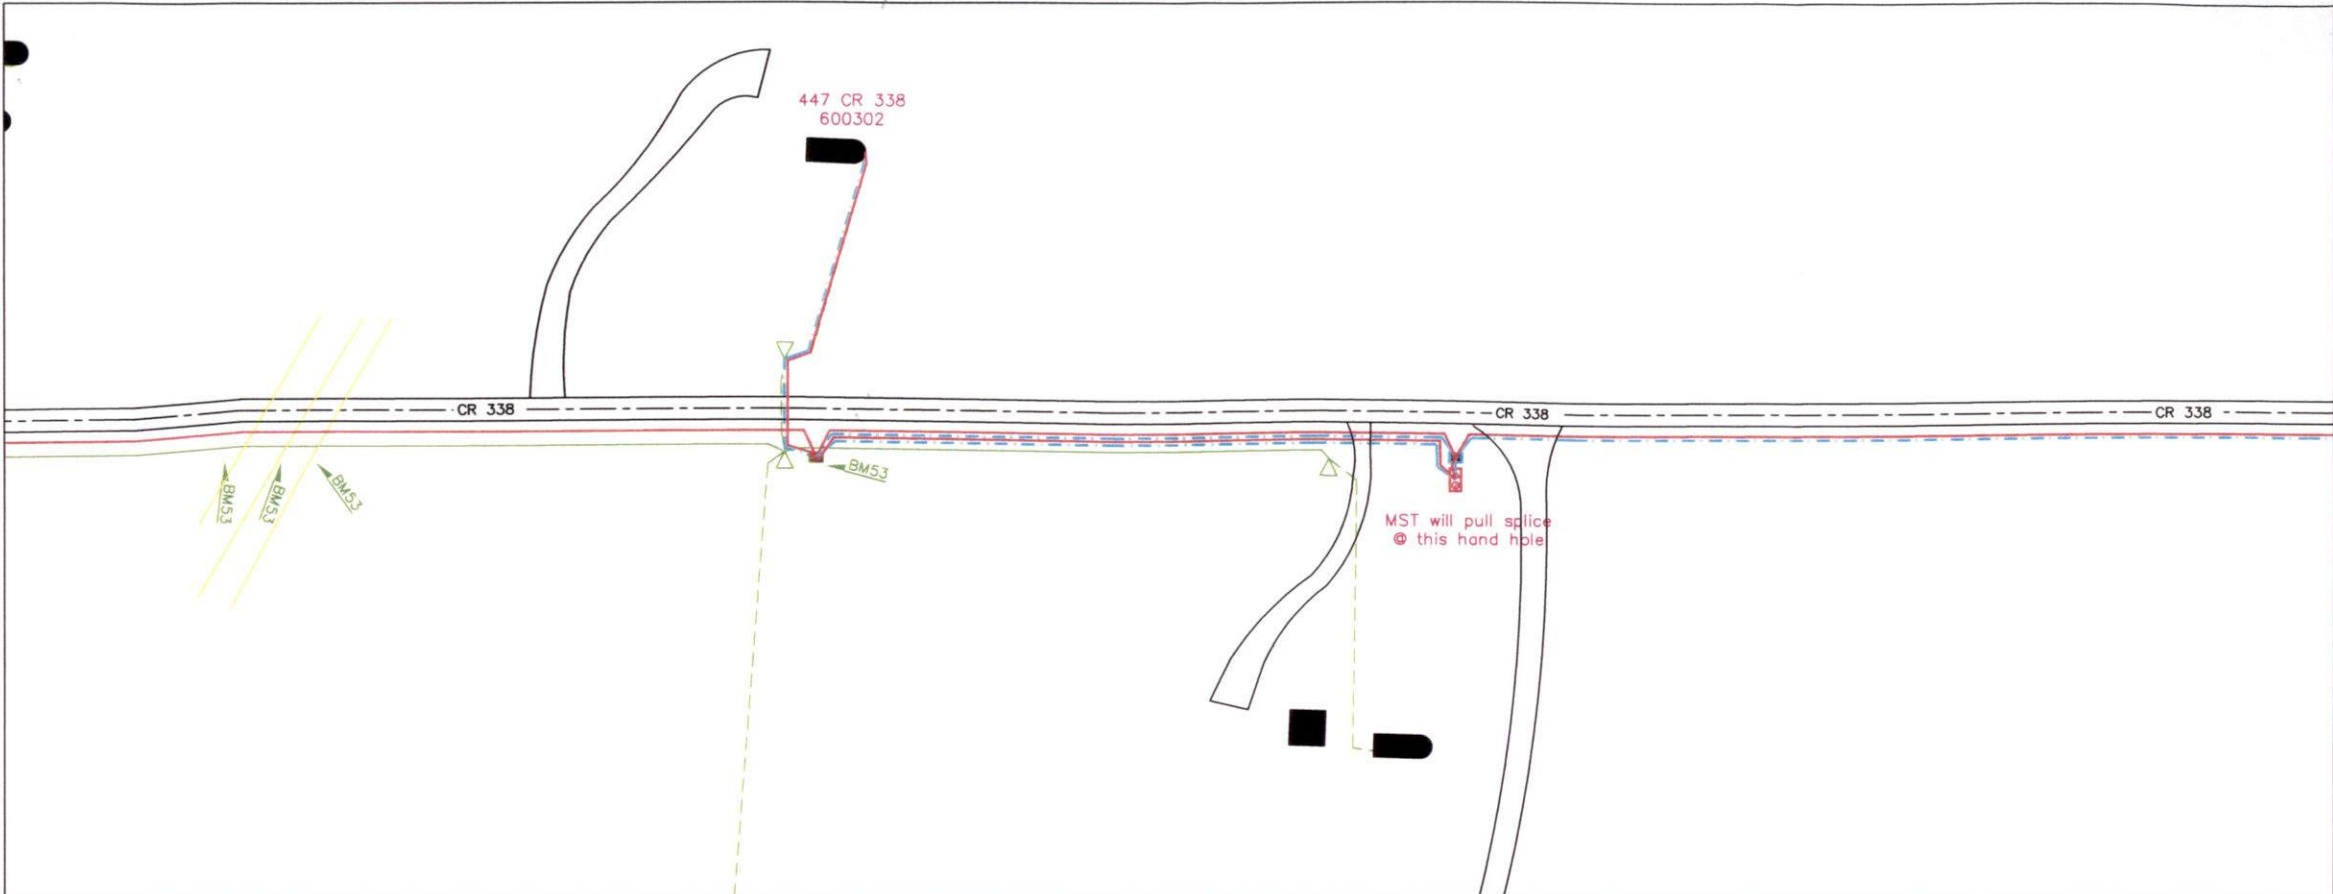 447 CR 338
600302
CR 338
CR 338
CR 338
BM53
BM53
BM53
BM53
MST will pull splice
@ this hand hole